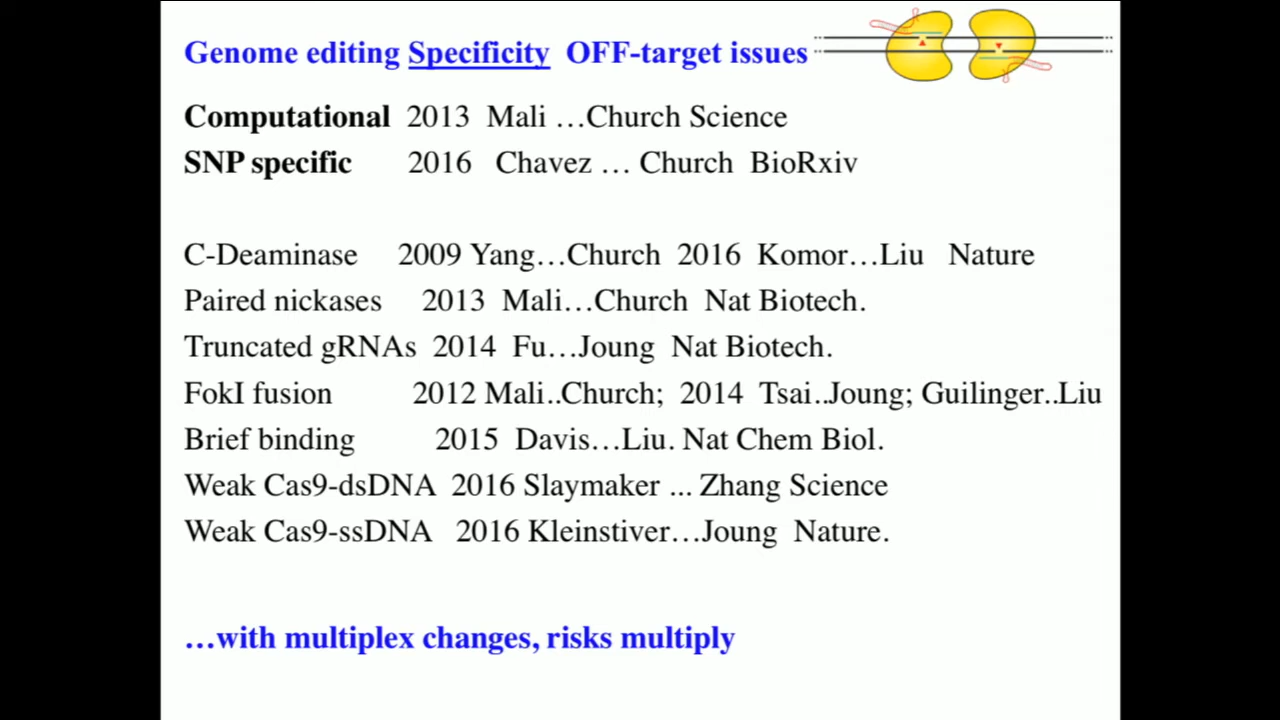 Genome editing Specificity OFF-target issues
Computational 2013 Mali …Church Science
SNP specific 2016 Chavez … Church BioRxiv
C-Deaminase 2009 Yang…Church 2016 Komor…Liu Nature
Paired nickases 2013 Mali…Church Nat Biotech.
Truncated gRNAs 2014 Fu…Joung Nat Biotech.
FokI fusion 2012 Mali..Church; 2014 Tsai..Joung; Guilinger..Liu
Brief binding 2015 Davis…Liu. Nat Chem Biol.
Weak Cas9-dsDNA 2016 Slaymaker ... Zhang Science
Weak Cas9-ssDNA 2016 Kleinstiver…Joung Nature.
…with multiplex changes, risks multiply